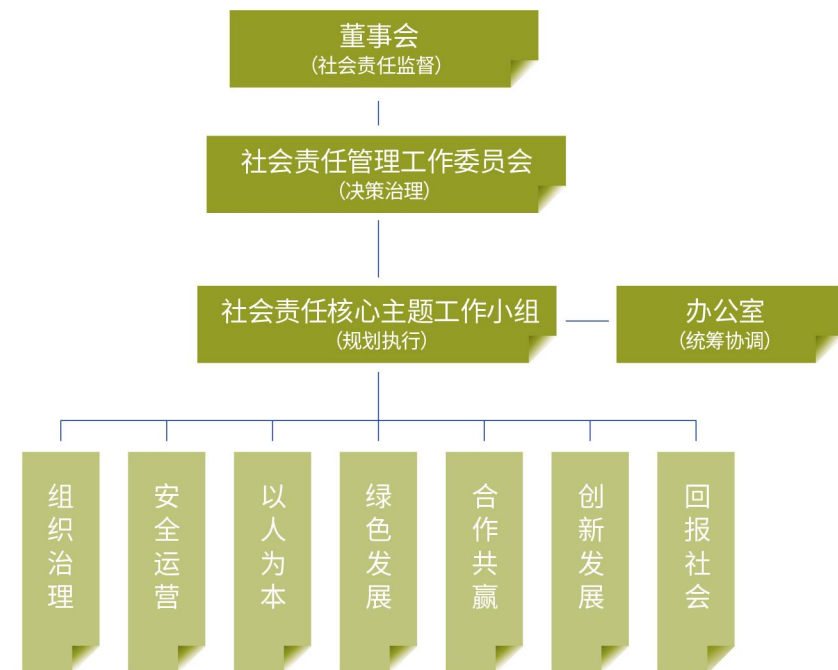 董事会
(社会责任监督)
社会责任管理工作委员会
(决策治理)
社会责任核心主题工作小组
(规划执行)
办公室
(统筹协调)
组织治理
安全运营
以人为本
绿色发展
合作共赢
创新发展
回报社会